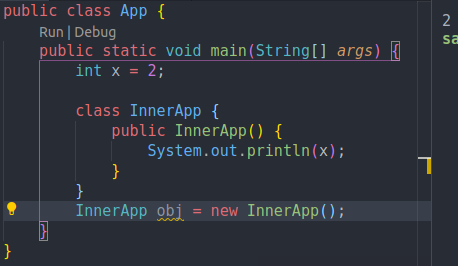 public class App {
Run | Debug
public static void main(String[] args) {
int x = 2;
class InnerApp {
public InnerApp() {
System.out.println(x);
}
}
InnerApp obj = new InnerApp();
}
}
2
sa